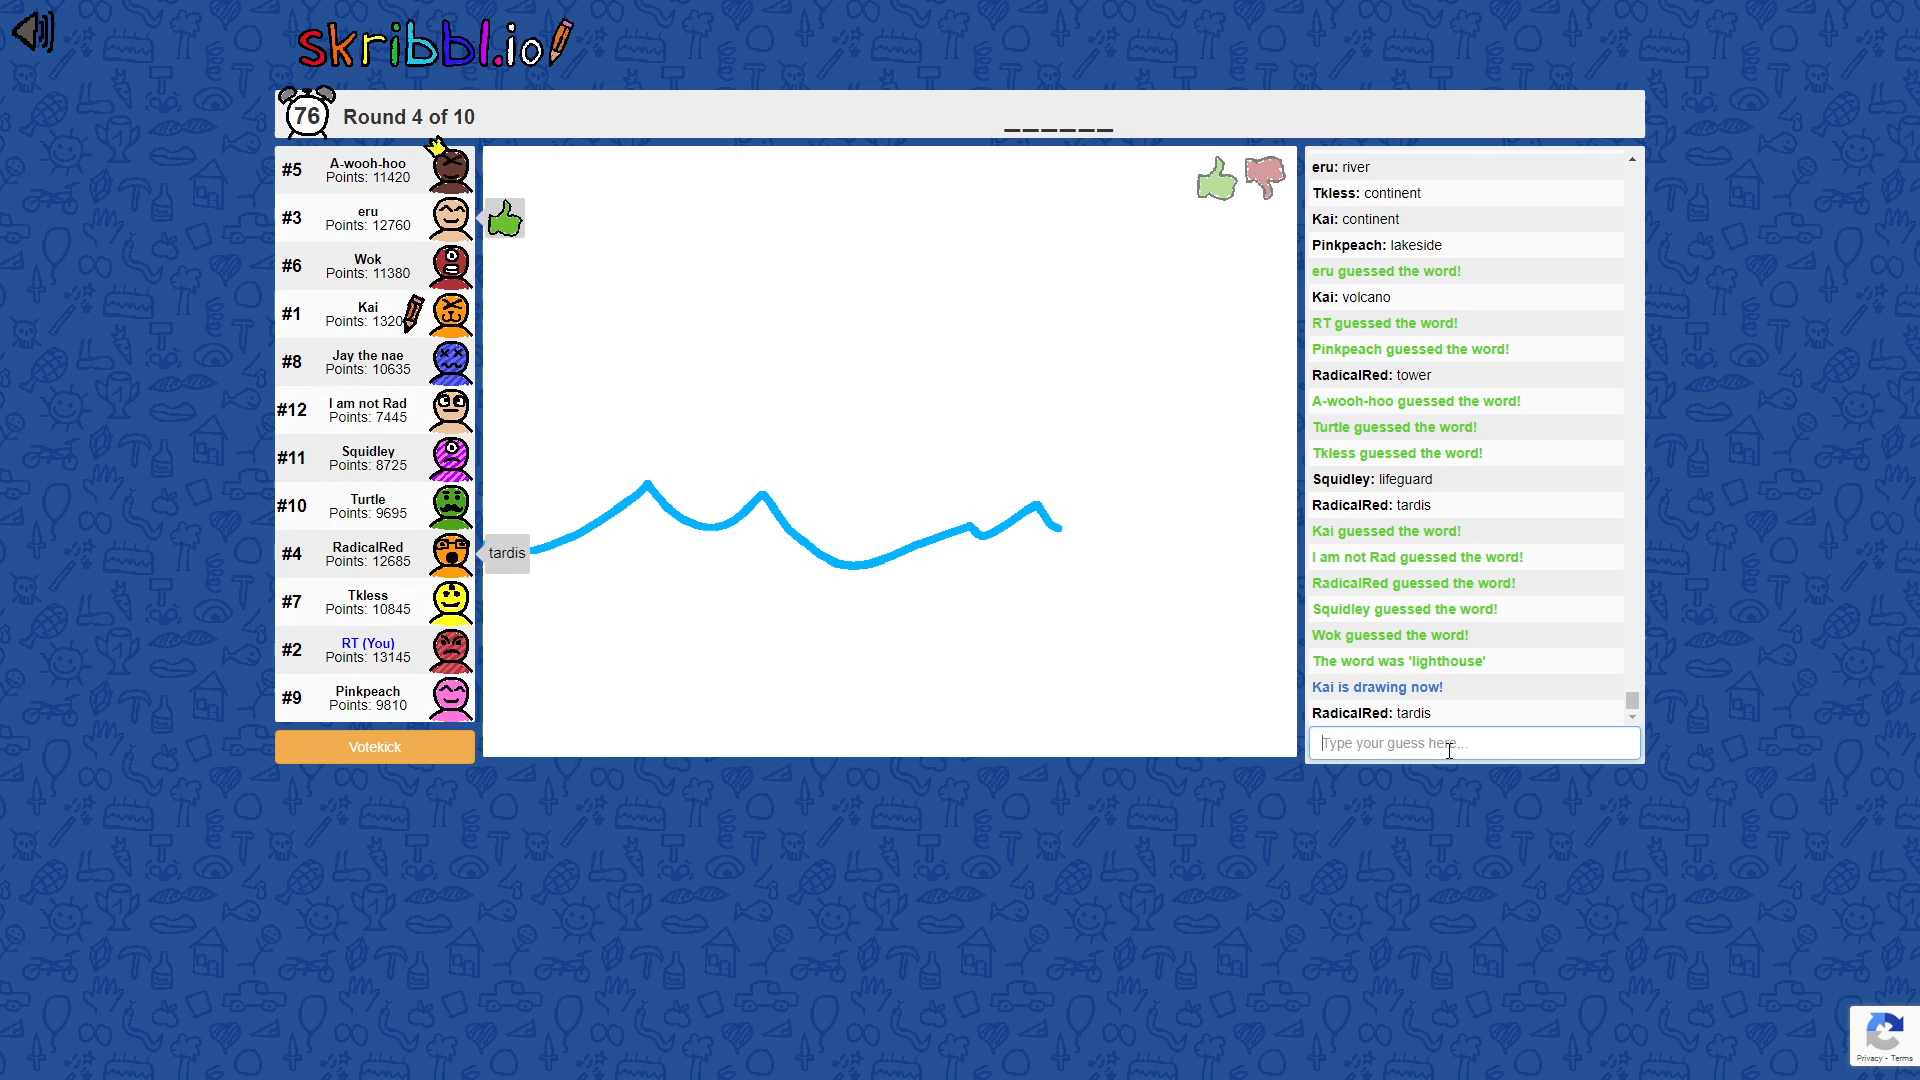 skribbl.io
76
Round 4 of 10
______
#5
A-wooh-hoo
Points: 11420
#3
eru
Points: 12760
#6
Wok
Points: 11380
#1
Kai
Points: 1320
#8
Jay the nae
Points: 10635
#12
I am not Rad
Points: 7445
#11
Squidley
Points: 8725
#10
Turtle
Points: 9695
#4
RadicalRed
Points: 12685
tardis
#7
Tkless
Points: 10845
#2
RT (You)
Points: 13145
#9
Pinkpeach
Points: 9810
Votekick
eru: river
Tkless: continent
Kai: continent
Pinkpeach: lakeside
eru guessed the word!
Kai: volcano
RT guessed the word!
Pinkpeach guessed the word!
RadicalRed: tower
A-wooh-hoo guessed the word!
Turtle guessed the word!
Tkless guessed the word!
Squidley: lifeguard
RadicalRed: tardis
Kai guessed the word!
I am not Rad guessed the word!
RadicalRed guessed the word!
Squidley guessed the word!
Wok guessed the word!
The word was 'lighthouse'
Kai is drawing now!
RadicalRed: tardis
Type your guess here...
Privacy - Terms